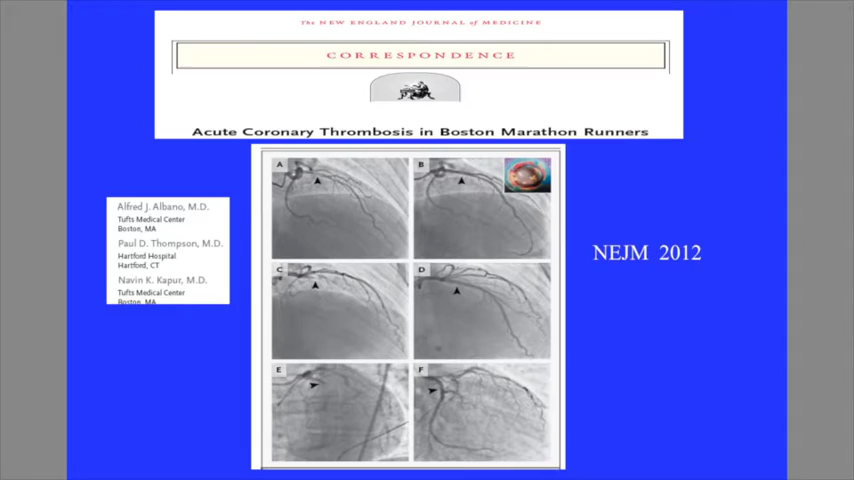 The NEW ENGLAND JOURNAL of MEDICINE
CORRESPONDENCE
Acute Coronary Thrombosis in Boston Marathon Runners
Alfred J. Albano, M.D.
Tufts Medical Center
Boston, MA
Paul D. Thompson, M.D.
Hartford Hospital
Hartford, CT
Navin K. Kapur, M.D.
Tufts Medical Center
Boston, MA
A
B
C
D
E
F
NEJM 2012